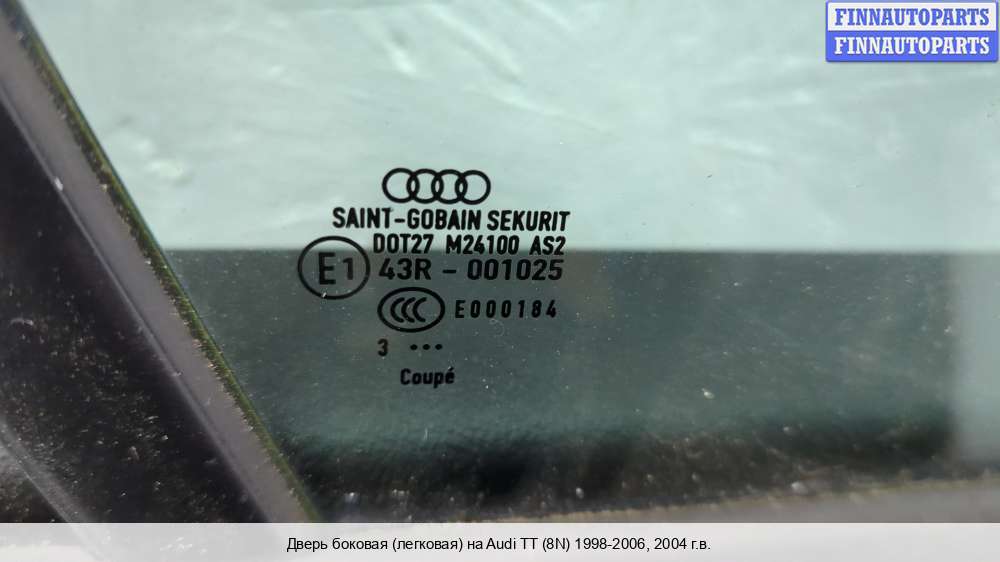 FINNAUTOPARTS
FINNAUTOPARTS
SAINT-GOBAIN SEKURIT
DOT27 M24100 AS2
E1 43R - 001025
CCC E000184
3 ...
Coupé
Дверь боковая (легковая) на Audi TT (8N) 1998-2006, 2004 г.в.